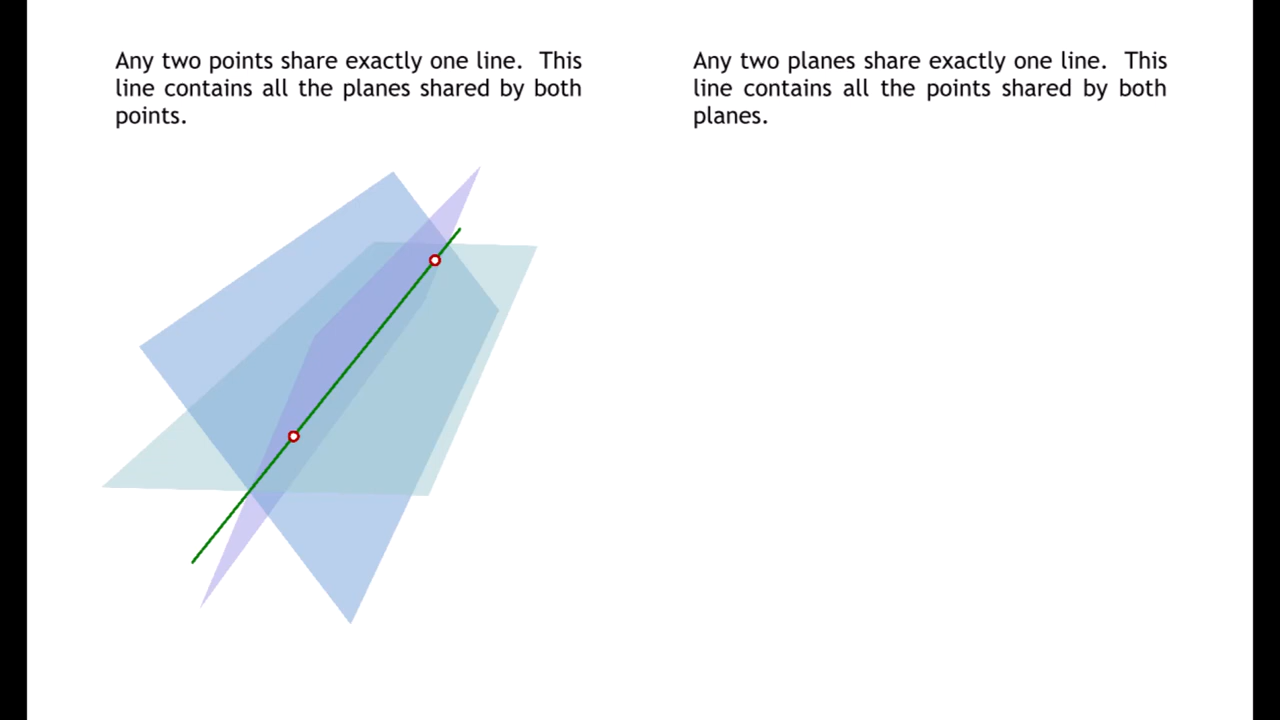 Any two points share exactly one line. This
line contains all the planes shared by both
points.
Any two planes share exactly one line. This
line contains all the points shared by both
planes.